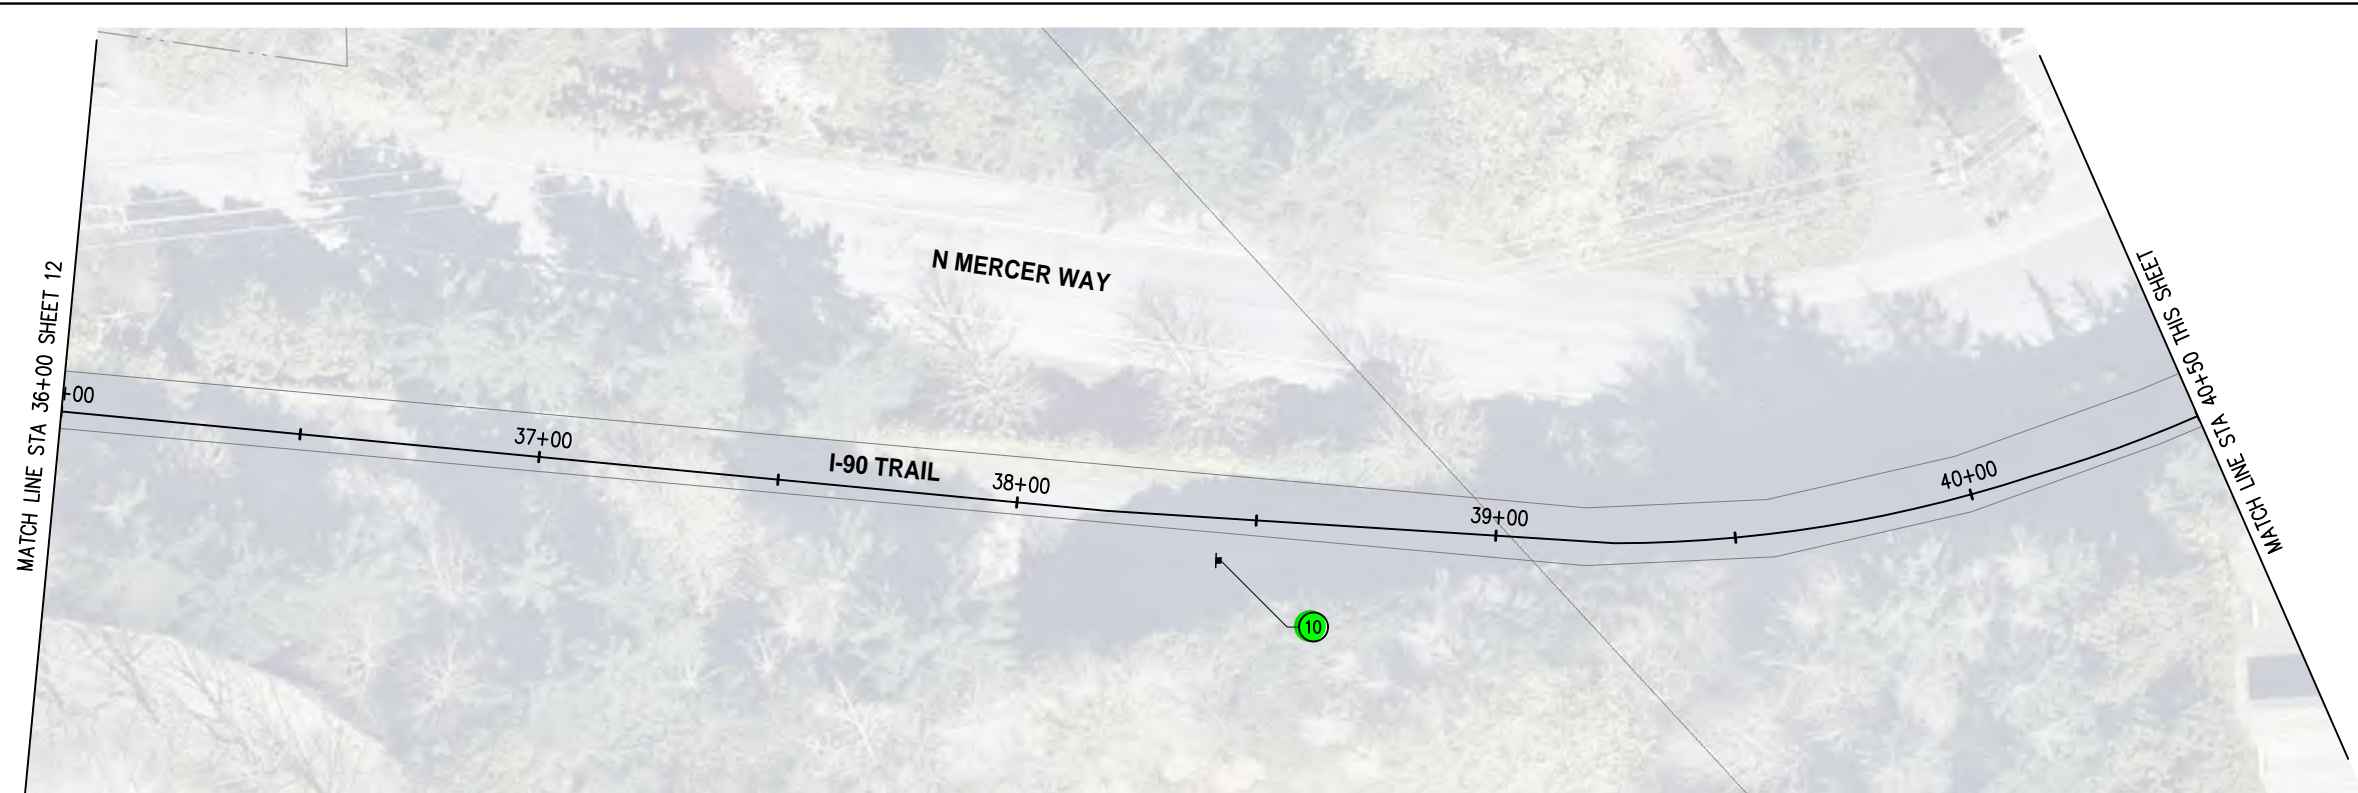 N MERCER WAY
MATCH LINE STA 36+00 SHEET 12
+00
37+00
I-90 TRAIL
38+00
39+00
40+00
10
MATCH LINE STA 40+50 THIS SHEET